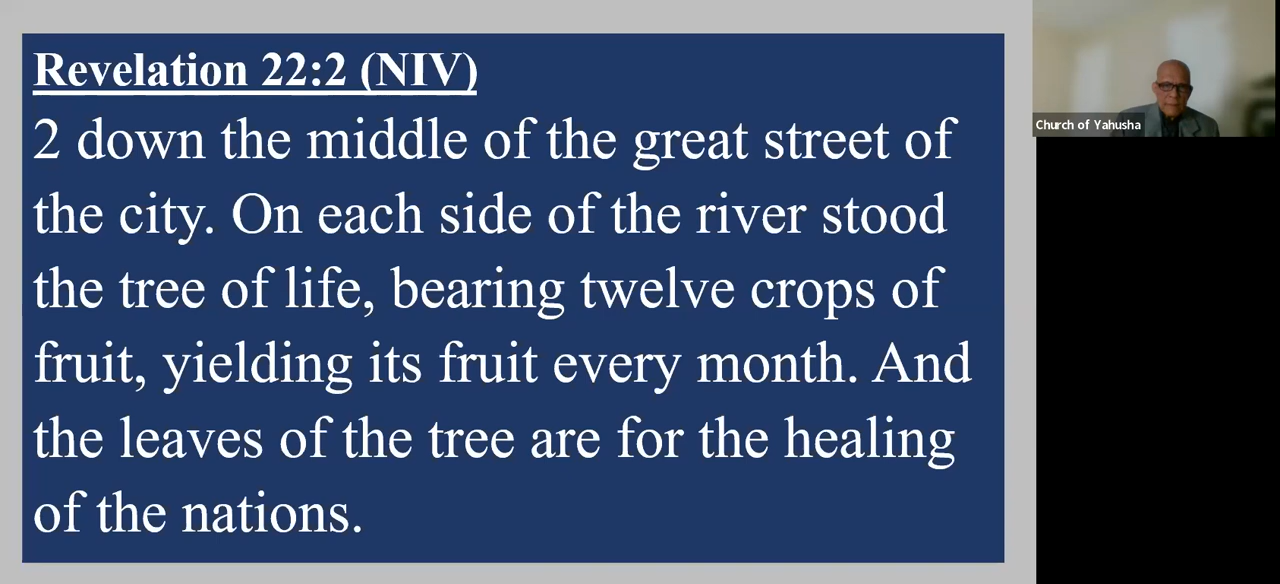 Revelation 22:2 (NIV)
2 down the middle of the great street of
the city. On each side of the river stood
the tree of life, bearing twelve crops of
fruit, yielding its fruit every month. And
the leaves of the tree are for the healing
of the nations.
Church of Yahusha